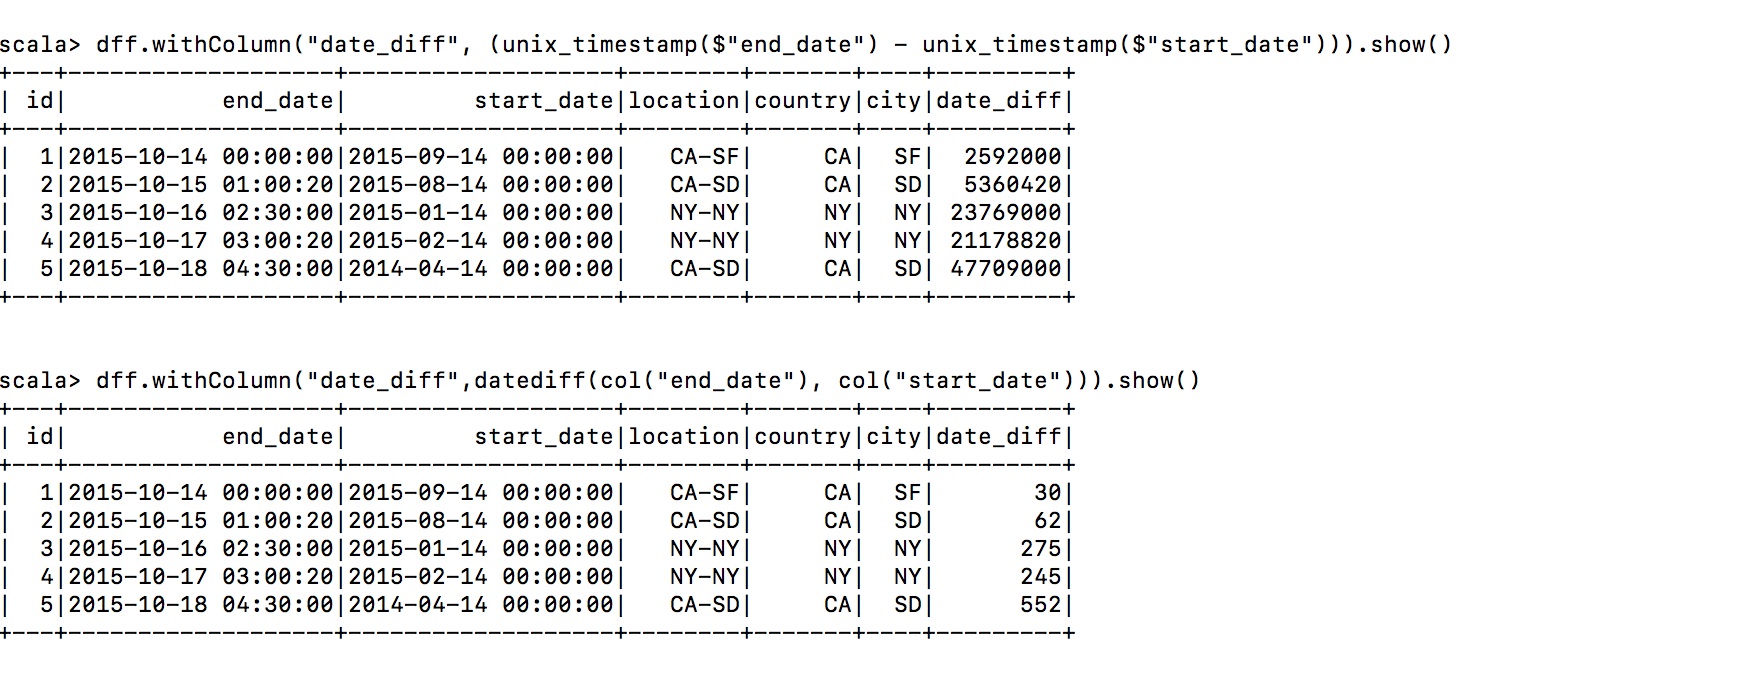 scala> dff.withColumn("date_diff", (unix_timestamp($"end_date") - unix_timestamp($"start_date"))).show()
+---+-------------------+-------------------+--------+-------+----+---------+
| id|           end_date|         start_date|location|country|city|date_diff|
+---+-------------------+-------------------+--------+-------+----+---------+
|  1|2015-10-14 00:00:00|2015-09-14 00:00:00|   CA-SF|     CA|  SF|  2592000|
|  2|2015-10-15 01:00:20|2015-08-14 00:00:00|   CA-SD|     CA|  SD|  5360420|
|  3|2015-10-16 02:30:00|2015-01-14 00:00:00|   NY-NY|     NY|  NY| 23769000|
|  4|2015-10-17 03:00:20|2015-02-14 00:00:00|   NY-NY|     NY|  NY| 21178820|
|  5|2015-10-18 04:30:00|2014-04-14 00:00:00|   CA-SD|     CA|  SD| 47709000|
+---+-------------------+-------------------+--------+-------+----+---------+
scala> dff.withColumn("date_diff",datediff(col("end_date"), col("start_date"))).show()
+---+-------------------+-------------------+--------+-------+----+---------+
| id|           end_date|         start_date|location|country|city|date_diff|
+---+-------------------+-------------------+--------+-------+----+---------+
|  1|2015-10-14 00:00:00|2015-09-14 00:00:00|   CA-SF|     CA|  SF|       30|
|  2|2015-10-15 01:00:20|2015-08-14 00:00:00|   CA-SD|     CA|  SD|       62|
|  3|2015-10-16 02:30:00|2015-01-14 00:00:00|   NY-NY|     NY|  NY|      275|
|  4|2015-10-17 03:00:20|2015-02-14 00:00:00|   NY-NY|     NY|  NY|      245|
|  5|2015-10-18 04:30:00|2014-04-14 00:00:00|   CA-SD|     CA|  SD|      552|
+---+-------------------+-------------------+--------+-------+----+---------+